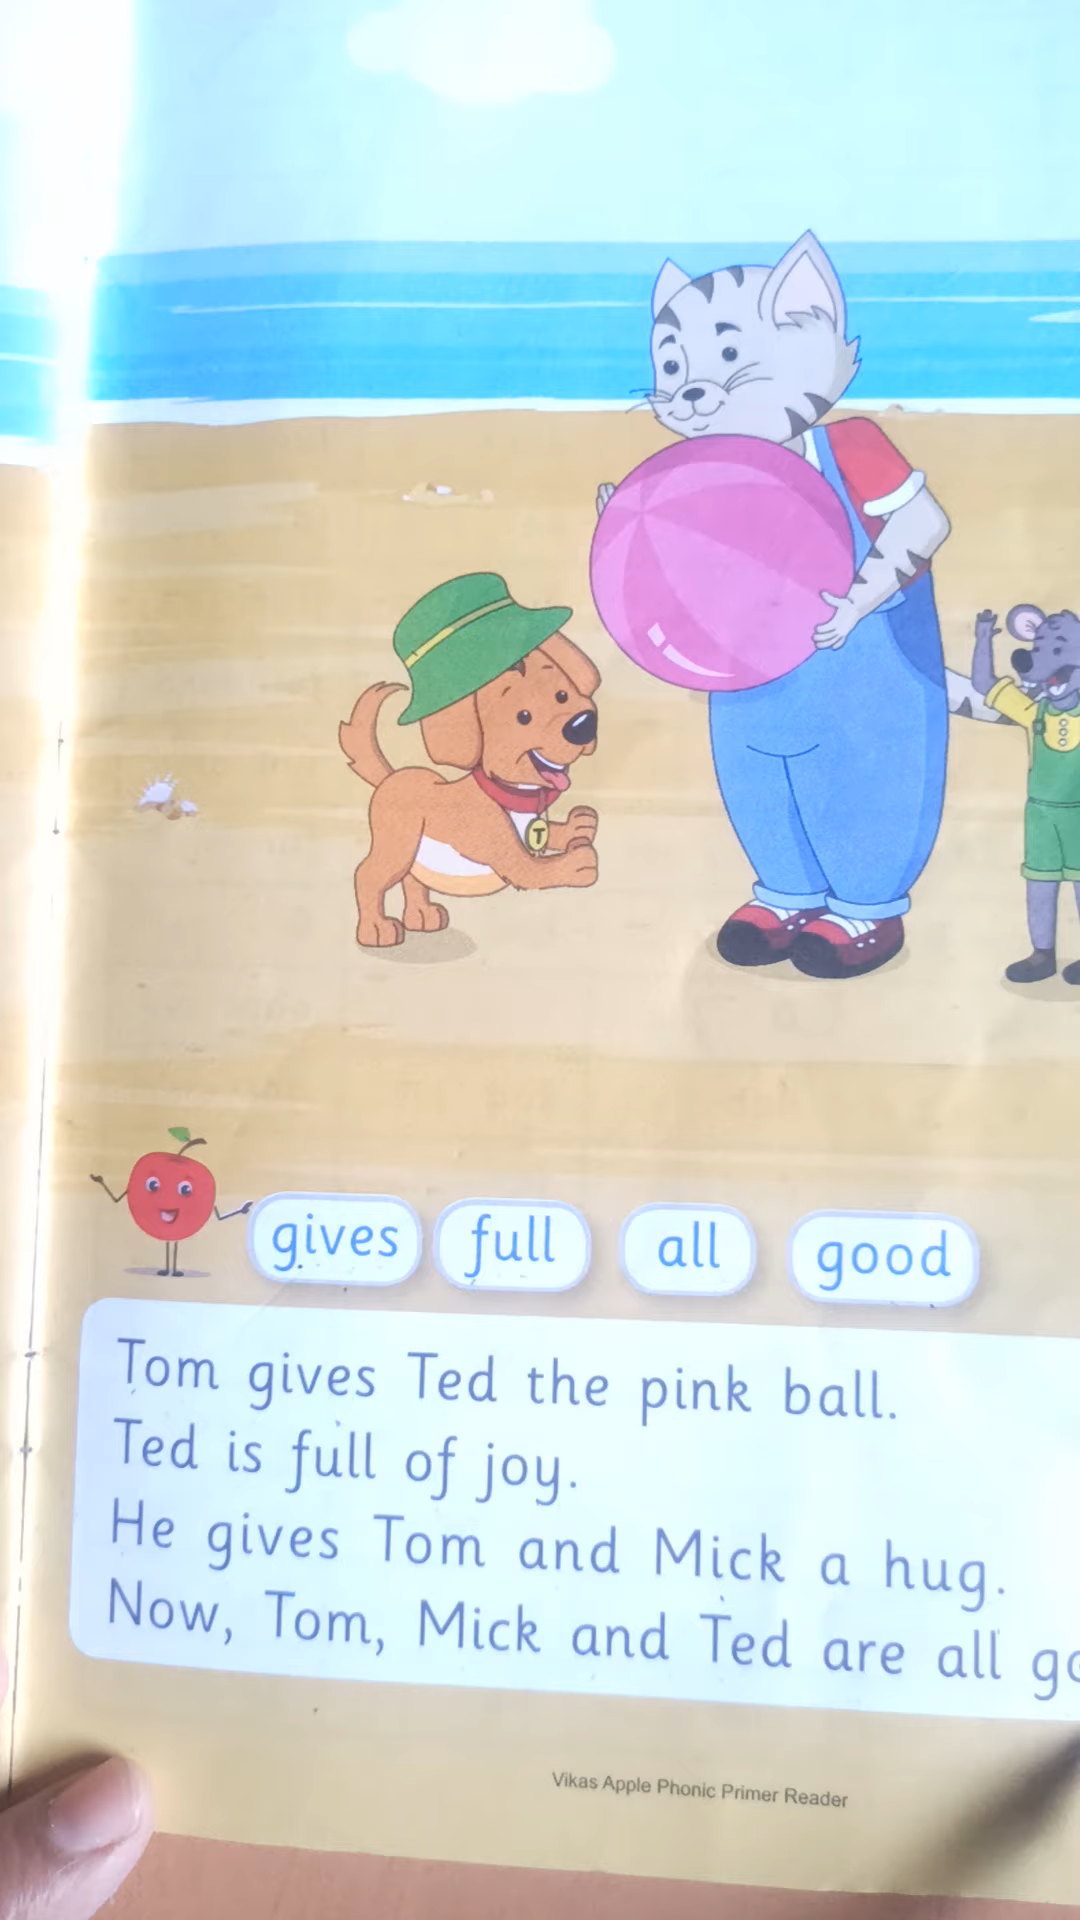 T
gives full all good
Tom gives Ted the pink ball.
Ted is full of joy.
He gives Tom and Mick a hug.
Now, Tom, Mick and Ted are all
Vikas Apple Phonic Primer Reader